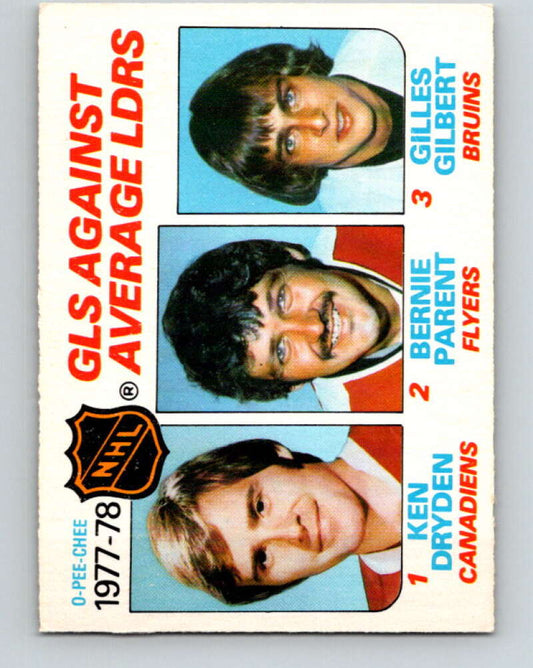 O-PEE-CHEE
1977-78
NHL
®
GLS AGAINST
AVERAGE LDRS
1 KEN
DRYDEN
CANADIENS
2 BERNIE
PARENT
FLYERS
3 GILLES
GILBERT
BRUINS